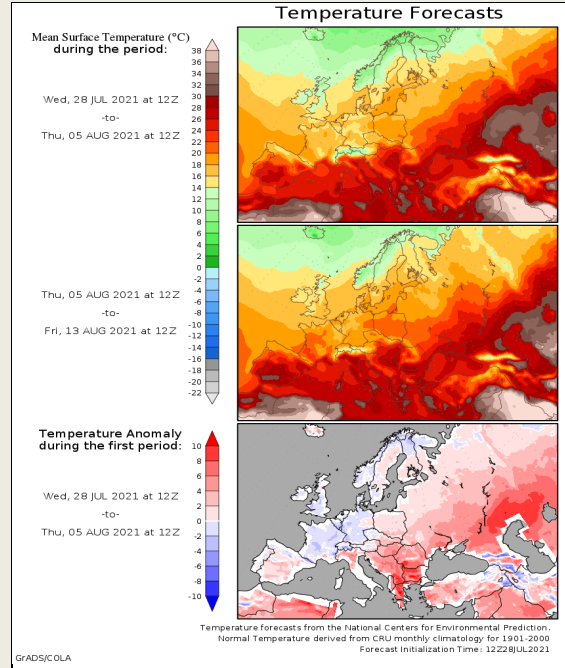 Temperature Forecasts
Mean Surface Temperature (°C)
during the period:
Wed, 28 JUL 2021 at 12Z
-to-
Thu, 05 AUG 2021 at 12Z
38
36
34
32
30
28
26
24
22
20
18
16
14
12
10
8
6
4
2
0
-2
-4
-6
-8
-10
-12
-14
-16
-18
-20
-22
Thu, 05 AUG 2021 at 12Z
-to-
Fri, 13 AUG 2021 at 12Z
Temperature Anomaly
during the first period:
Wed, 28 JUL 2021 at 12Z
-to-
Thu, 05 AUG 2021 at 12Z
10
8
6
4
2
0
-2
-4
-6
-8
-10
Temperature forecasts from the National Centers for Environmental Prediction.
Normal Temperature derived from CRU monthly climatology for 1901-2000
Forecast Initialization Time: 12Z28JUL2021
GrADS/COLA